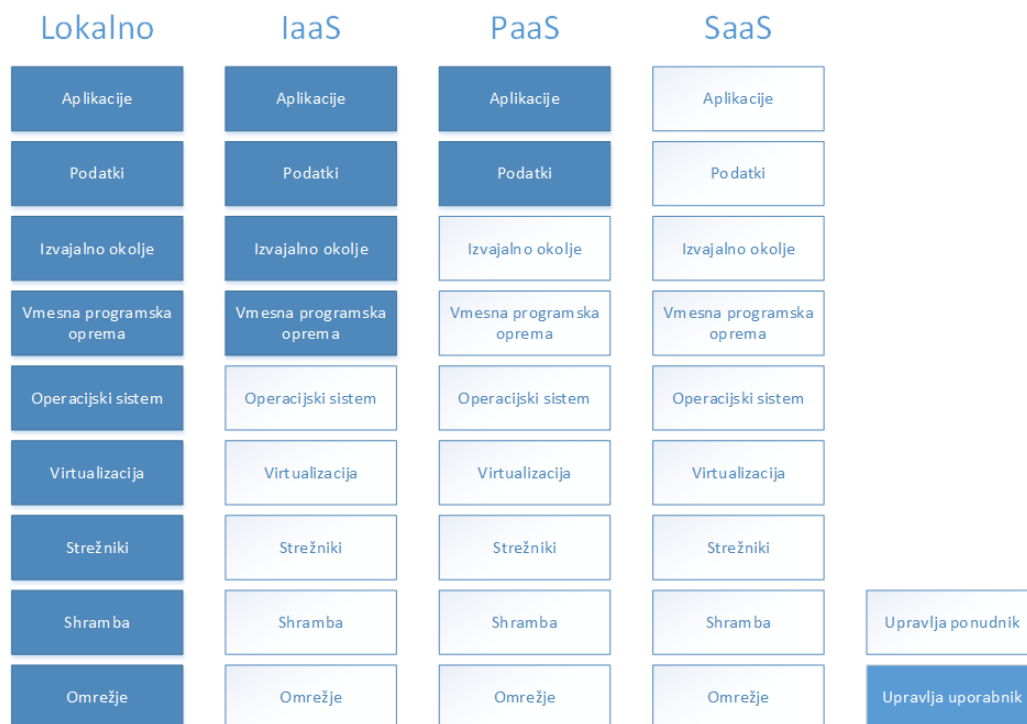 Lokalno
IaaS
PaaS
SaaS
Aplikacije
Aplikacije
Aplikacije
Aplikacije
Podatki
Podatki
Podatki
Podatki
Izvajalno okolje
Izvajalno okolje
Izvajalno okolje
Izvajalno okolje
Vmesna programska
oprema
Vmesna programska
oprema
Vmesna programska
oprema
Vmesna programska
oprema
Operacijski sistem
Operacijski sistem
Operacijski sistem
Operacijski sistem
Virtualizacija
Virtualizacija
Virtualizacija
Virtualizacija
Strežniki
Strežniki
Strežniki
Strežniki
Shramba
Shramba
Shramba
Shramba
Upravlja ponudnik
Omrežje
Omrežje
Omrežje
Omrežje
Upravlja uporabnik